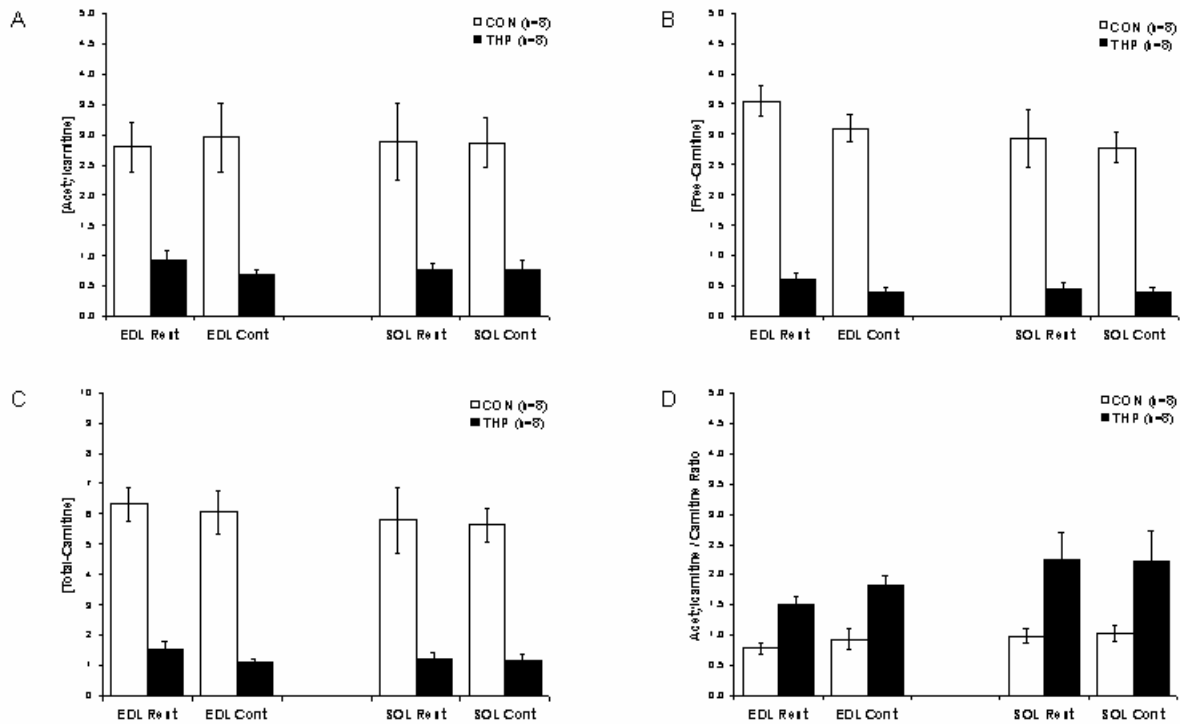 A
CON (n=8)
THP (n=8)
[Acetylcarnitine]
5.0
4.5
4.0
3.5
3.0
2.5
2.0
1.5
1.0
0.5
0.0
EDL Rest
EDL Cont
SOL Rest
SOL Cont
B
CON (n=8)
THP (n=8)
[Free-Carnitine]
5.0
4.5
4.0
3.5
3.0
2.5
2.0
1.5
1.0
0.5
0.0
EDL Rest
EDL Cont
SOL Rest
SOL Cont
C
CON (n=8)
THP (n=8)
[Total-Carnitine]
10
9
8
7
6
5
4
3
2
1
0
EDL Rest
EDL Cont
SOL Rest
SOL Cont
D
CON (n=8)
THP (n=8)
Acetylcarnitine / Carnitine Ratio
5.0
4.5
4.0
3.5
3.0
2.5
2.0
1.5
1.0
0.5
0.0
EDL Rest
EDL Cont
SOL Rest
SOL Cont